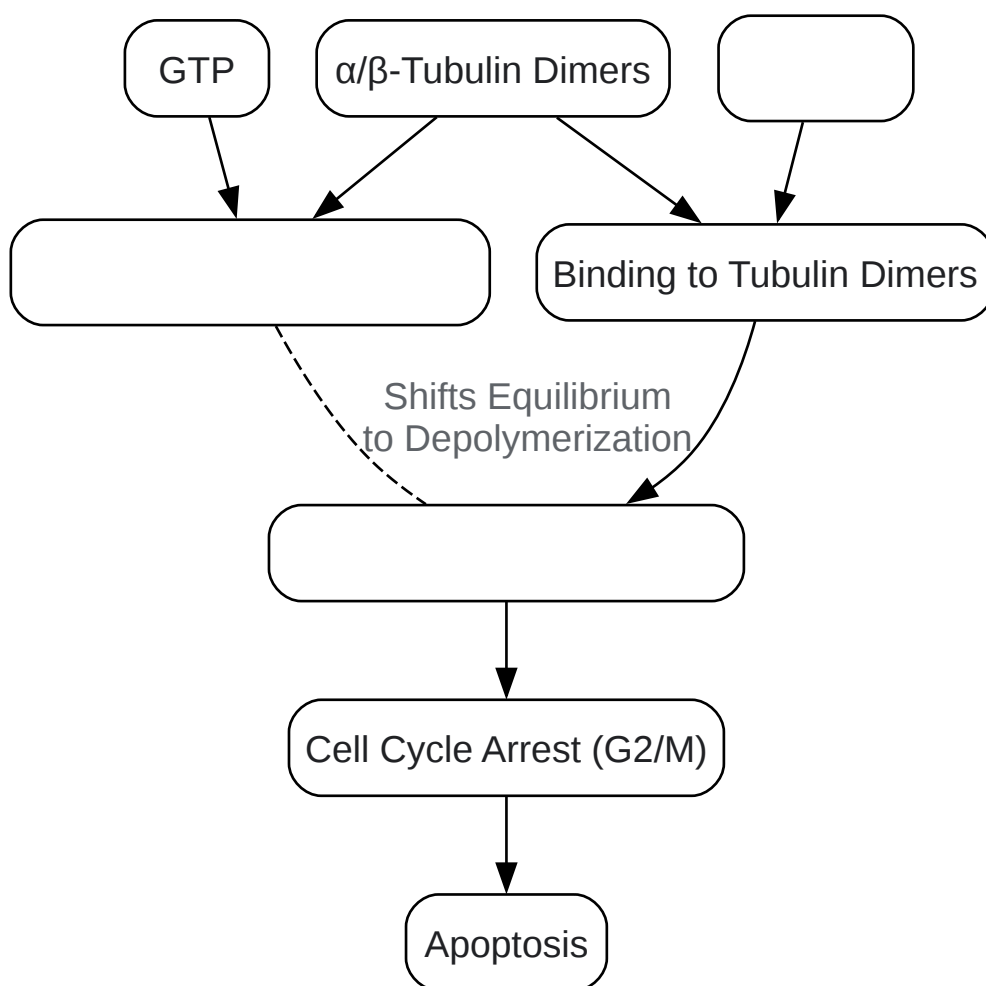 GTP
α/β-Tubulin Dimers
Binding to Tubulin Dimers
Shifts Equilibrium
to Depolymerization
Cell Cycle Arrest (G2/M)
Apoptosis